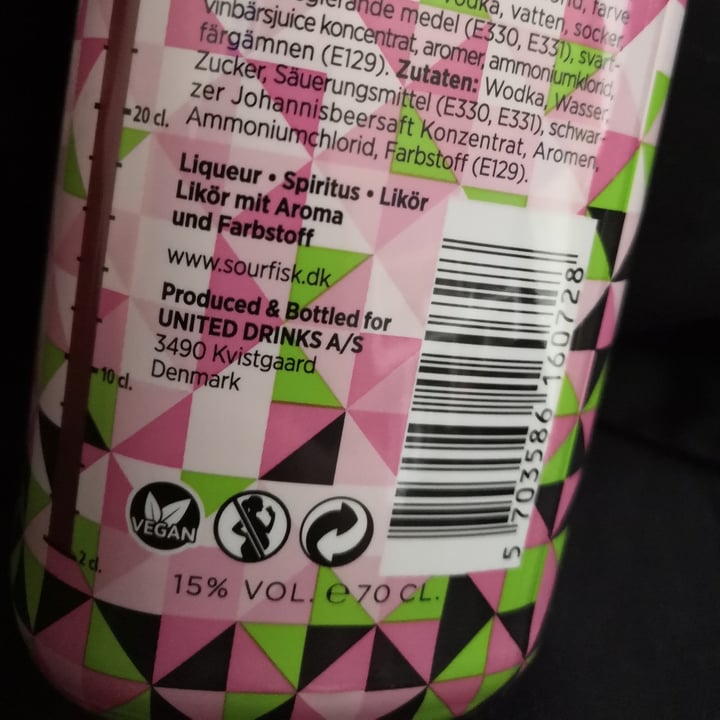 vodka, vatten, socker,
glerande medel (E330, E331), svart-
vinbärsjuice koncentrat, aromer, ammoniumklorid,
färgämnen (E129). Zutaten: Wodka, Wasser,
Zucker, Säuerungsmittel (E330, E331), schwar-
zer Johannisbeersaft Konzentrat, Aromen,
Ammoniumchlorid, Farbstoff (E129).
20 cl.
Liqueur • Spiritus • Likör
Likör mit Aroma
und Farbstoff
www.sourfisk.dk
Produced & Bottled for
UNITED DRINKS A/S
3490 Kvistgaard
Denmark
10 cl.
5 703586 160728
VEGAN
2 cl.
15% VOL. e 70 CL.